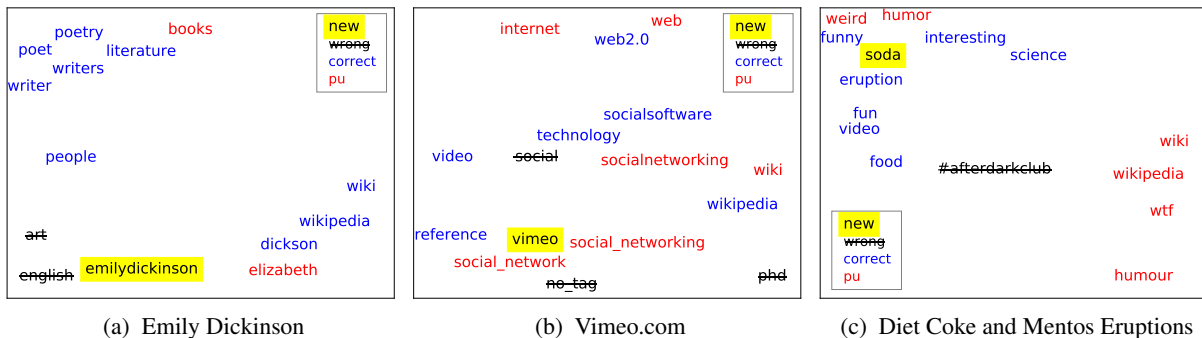 poetry
books
poet
literature
writers
writer
people
wiki
wikipedia
art
dickson
english
emilydickinson
elizabeth
new
wrong
correct
pu
(a) Emily Dickinson
internet
web
web2.0
socialsoftware
technology
video
social
socialnetworking
wiki
wikipedia
reference
vimeo
social_networking
social_network
no_tag
phd
new
wrong
correct
pu
(b) Vimeo.com
weird
humor
funny
interesting
soda
science
eruption
fun
video
food
#afterdarkclub
wiki
wikipedia
wtf
humour
new
wrong
correct
pu
(c) Diet Coke and Mentos Eruptions